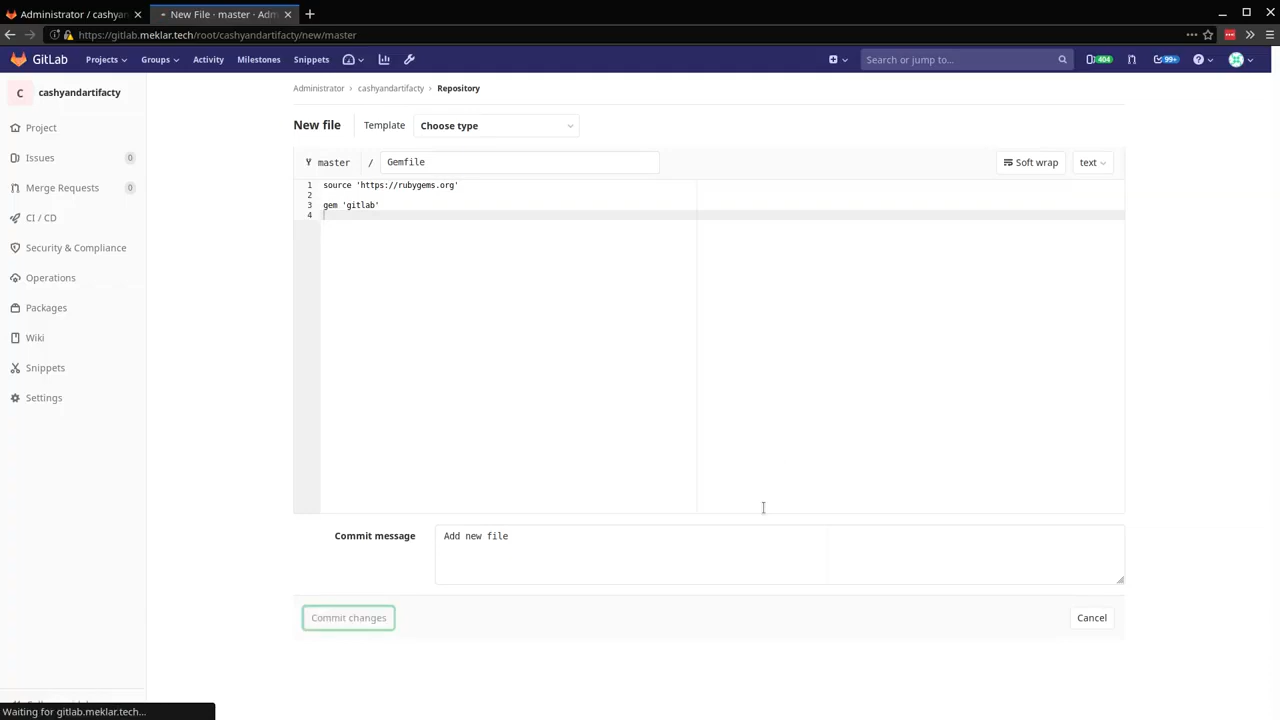 Administrator / cashyan
New File · master · Adm
https://gitlab.meklar.tech/root/cashyandartifacty/new/master
GitLab
Projects
Groups
Activity
Milestones
Snippets
Search or jump to...
404
99+
C
cashyandartifacty
Project
Issues
0
Merge Requests
0
CI / CD
Security & Compliance
Operations
Packages
Wiki
Snippets
Settings
Administrator
cashyandartifacty
Repository
New file
Template
Choose type
master
/
Gemfile
Soft wrap
text
1 source 'https://rubygems.org'
2
3 gem 'gitlab'
4
Commit message
Add new file
Commit changes
Cancel
Waiting for gitlab.meklar.tech...